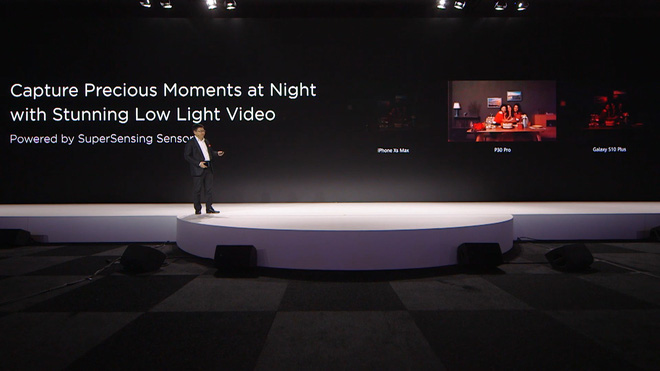 Capture Precious Moments at Night
with Stunning Low Light Video
Powered by SuperSensing Sensor
iPhone Xs Max
P30 Pro
Galaxy S10 Plus